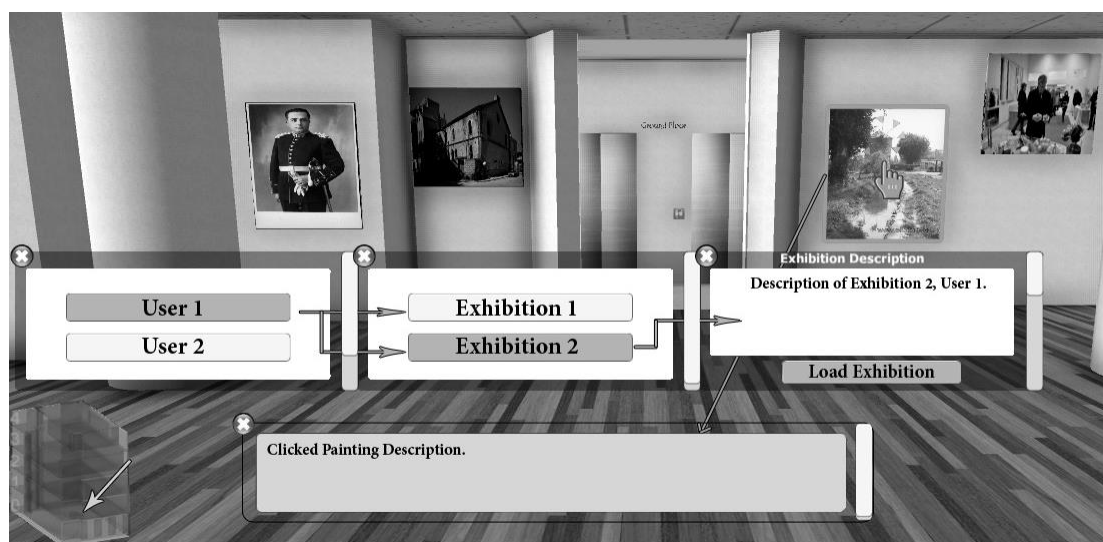 Ground Floor
Exhibition Description
User 1
User 2
Exhibition 1
Exhibition 2
Description of Exhibition 2, User 1.
Load Exhibition
Clicked Painting Description.